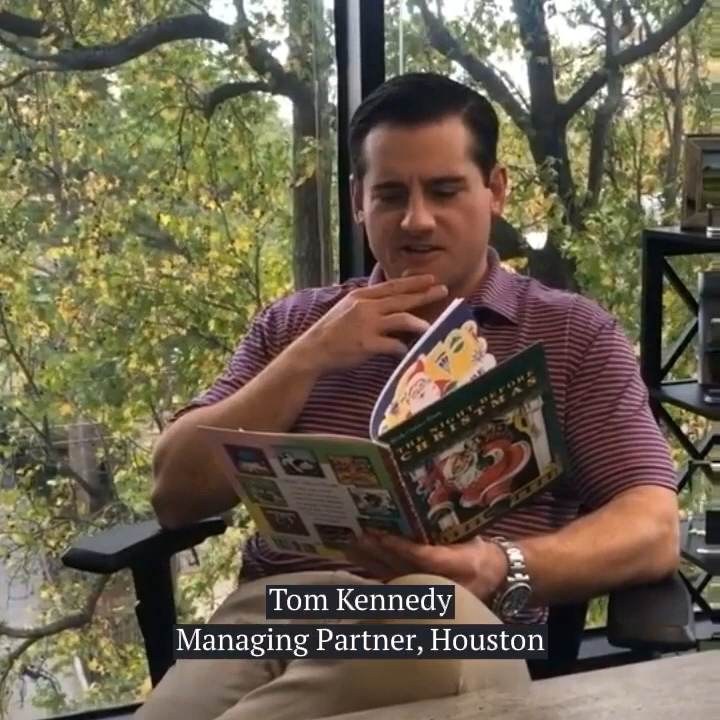 THE NIGHT BEFORE
CHRISTMAS
Tom Kennedy
Managing Partner, Houston